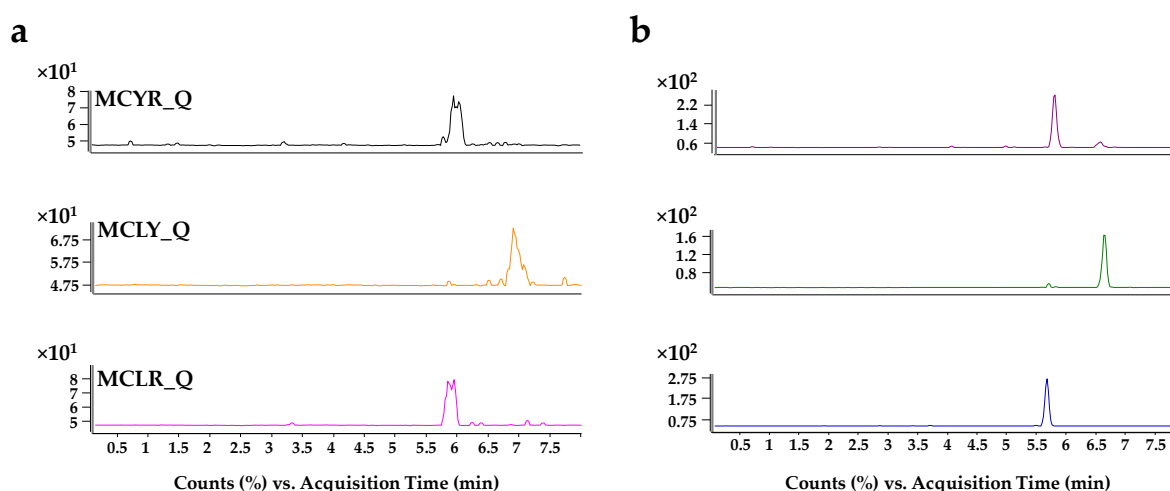 a
×10¹
MCYR_Q
8
7
6
5
×10¹
MCLY_Q
6.75
5.75
4.75
×10¹
MCLR_Q
8
7
6
5
0.5 1 1.5 2 2.5 3 3.5 4 4.5 5 5.5 6 6.5 7 7.5
Counts (%) vs. Acquisition Time (min)
b
×10²
2.2
1.4
0.6
×10²
1.6
1.2
0.8
×10²
2.75
1.75
0.75
0.5 1 1.5 2 2.5 3 3.5 4 4.5 5 5.5 6 6.5 7 7.5
Counts (%) vs. Acquisition Time (min)